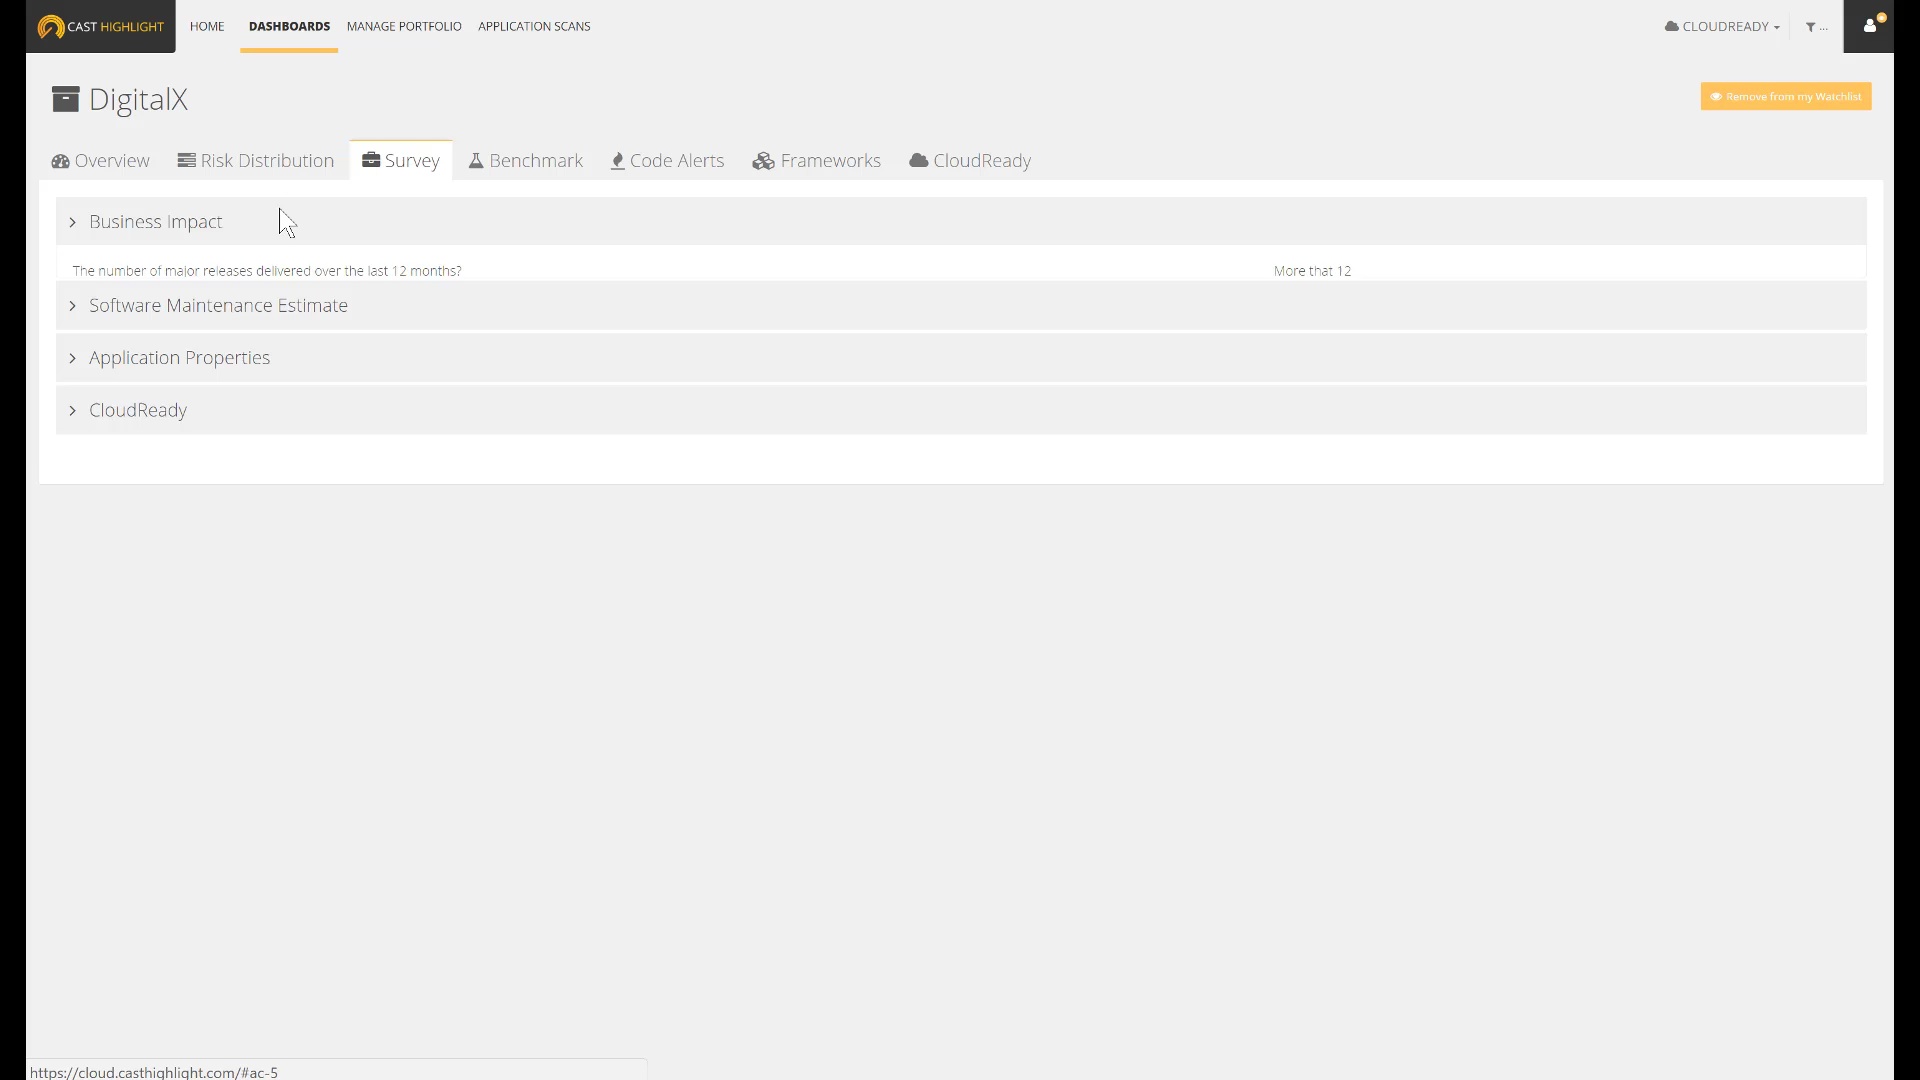 CAST HIGHLIGHT HOME DASHBOARDS MANAGE PORTFOLIO APPLICATION SCANS CLOUDREADY ...
DigitalX
Remove from my Watchlist
Overview Risk Distribution Survey Benchmark Code Alerts Frameworks CloudReady
Business Impact
The number of major releases delivered over the last 12 months? More that 12
Software Maintenance Estimate
Application Properties
CloudReady
https://cloud.casthighlight.com/#ac-5